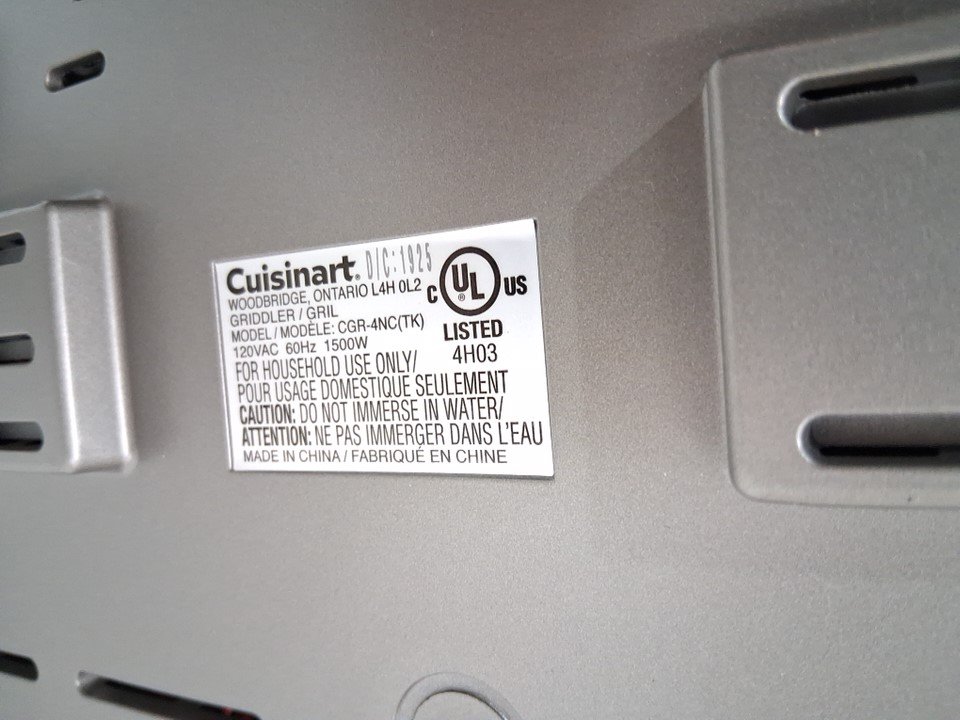 Cuisinart® D/C:1925
WOODBRIDGE, ONTARIO L4H 0L2
GRIDDLER / GRIL
MODEL / MODÈLE: CGR-4NC(TK)
120VAC 60Hz 1500W
C UL® US
LISTED
4H03
FOR HOUSEHOLD USE ONLY/
POUR USAGE DOMESTIQUE SEULEMENT
CAUTION: DO NOT IMMERSE IN WATER/
ATTENTION: NE PAS IMMERGER DANS L'EAU
MADE IN CHINA / FABRIQUÉ EN CHINE